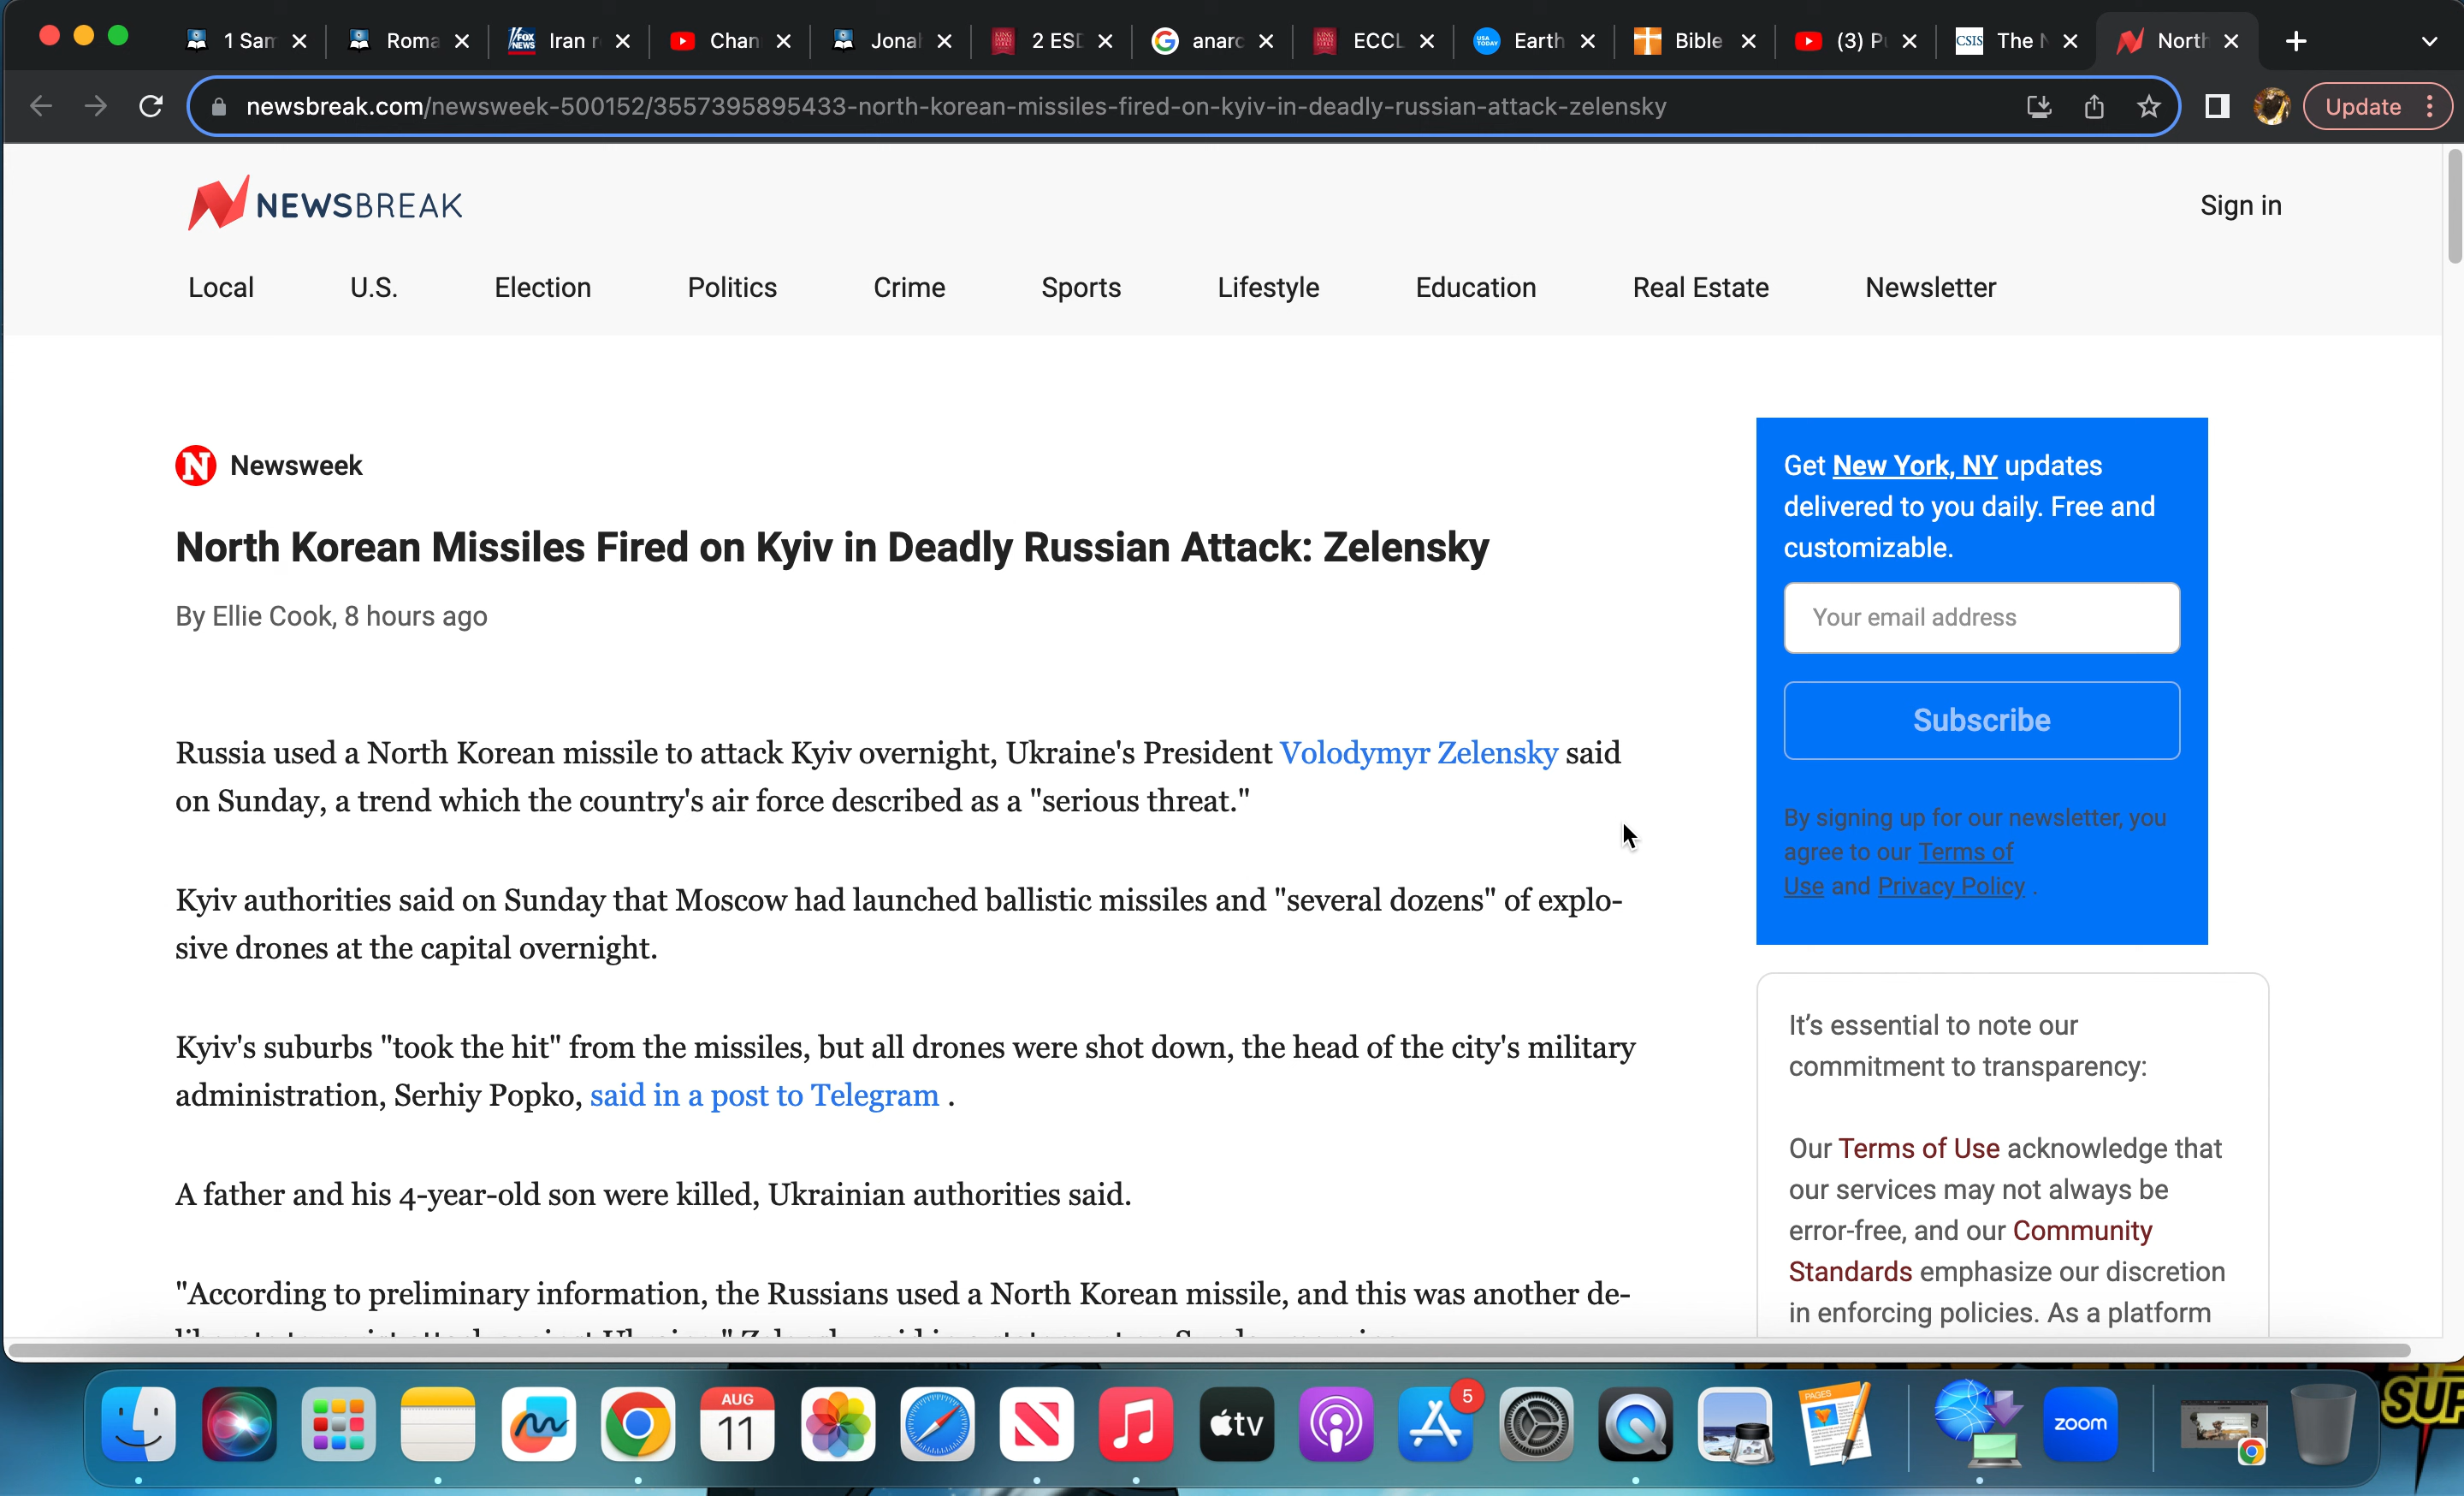 1 Sam
Roma
Iran r
Chan
Jonah
2 ESD
anarc
ECCL
Earth
Bible
(3) Pu
The N
North
newsbreak.com/newsweek-500152/3557395895433-north-korean-missiles-fired-on-kyiv-in-deadly-russian-attack-zelensky
Update
NEWSBREAK
Sign in
Local U.S. Election Politics Crime Sports Lifestyle Education Real Estate Newsletter
Newsweek
North Korean Missiles Fired on Kyiv in Deadly Russian Attack: Zelensky
By Ellie Cook, 8 hours ago
Russia used a North Korean missile to attack Kyiv overnight, Ukraine's President Volodymyr Zelensky said
on Sunday, a trend which the country's air force described as a "serious threat."
Kyiv authorities said on Sunday that Moscow had launched ballistic missiles and "several dozens" of explo-
sive drones at the capital overnight.
Kyiv's suburbs "took the hit" from the missiles, but all drones were shot down, the head of the city's military
administration, Serhiy Popko, said in a post to Telegram .
A father and his 4-year-old son were killed, Ukrainian authorities said.
"According to preliminary information, the Russians used a North Korean missile, and this was another de-
Get New York, NY updates
delivered to you daily. Free and
customizable.
Your email address
Subscribe
By signing up for our newsletter, you
agree to our Terms of
Use and Privacy Policy .
It's essential to note our
commitment to transparency:
Our Terms of Use acknowledge that
our services may not always be
error-free, and our Community
Standards emphasize our discretion
in enforcing policies. As a platform
AUG
11
tv
5
PAGES
zoom
SUF